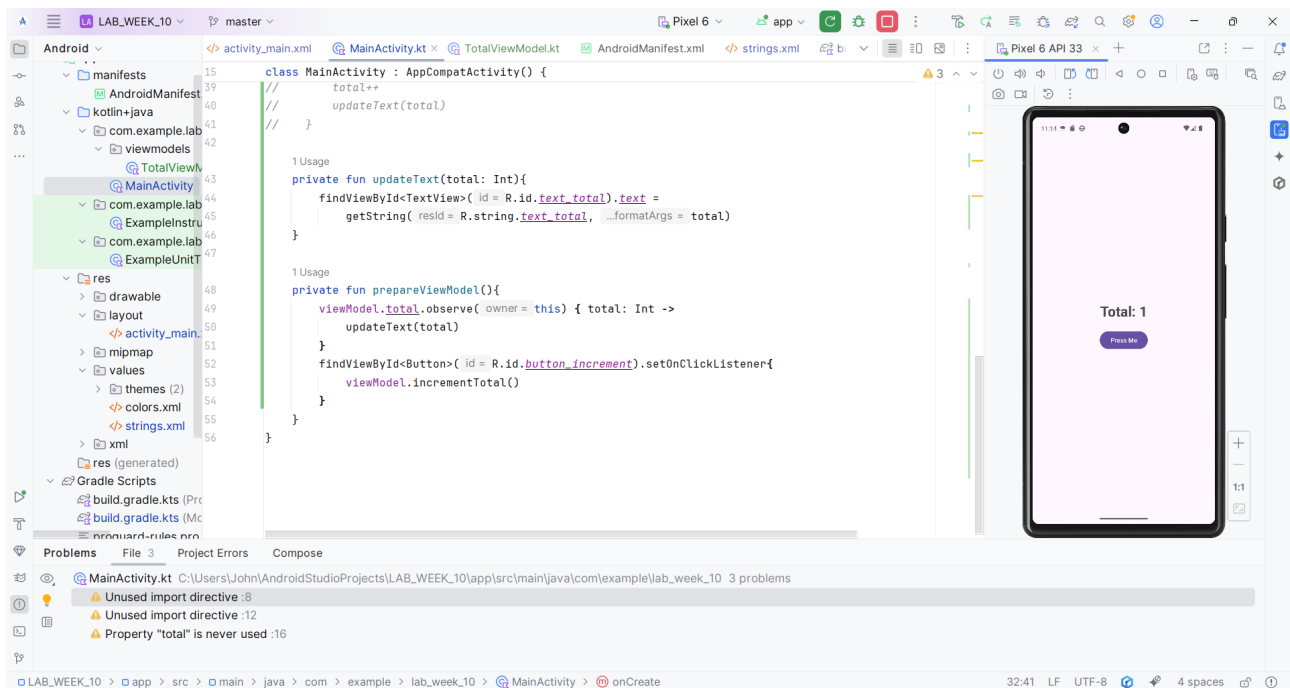 LA LAB_WEEK_10 master Pixel 6 app
Android
activity_main.xml MainActivity.kt TotalViewModel.kt AndroidManifest.xml strings.xml Pixel 6 API 33
manifests
AndroidManifest
kotlin+java
com.example.lab
viewmodels
TotalViewM
MainActivity
com.example.lab
ExampleInstru
com.example.lab
ExampleUnitT
res
drawable
layout
activity_main.
mipmap
values
themes (2)
colors.xml
strings.xml
xml
res (generated)
Gradle Scripts
build.gradle.kts (Pro
build.gradle.kts (Mo
proguard-rules.pro
15 class MainActivity : AppCompatActivity() {
3
39 // total++
40 // updateText(total)
41 // }
42
1 Usage
43 private fun updateText(total: Int){
44 findViewById<TextView>( id = R.id.text_total).text =
45 getString( resId = R.string.text_total, ...formatArgs = total)
46 }
47
1 Usage
48 private fun prepareViewModel(){
49 viewModel.total.observe( owner = this) { total: Int ->
50 updateText(total)
51 }
52 findViewById<Button>( id = R.id.button_increment).setOnClickListener{
53 viewModel.incrementTotal()
54 }
55 }
56 }
11:14
Total: 1
Press Me
1:1
Problems File 3 Project Errors Compose
MainActivity.kt C:\Users\John\AndroidStudioProjects\LAB_WEEK_10\app\src\main\java\com\example\lab_week_10 3 problems
Unused import directive :8
Unused import directive :12
Property "total" is never used :16
LAB_WEEK_10 > app > src > main > java > com > example > lab_week_10 > MainActivity > onCreate
32:41 LF UTF-8 4 spaces